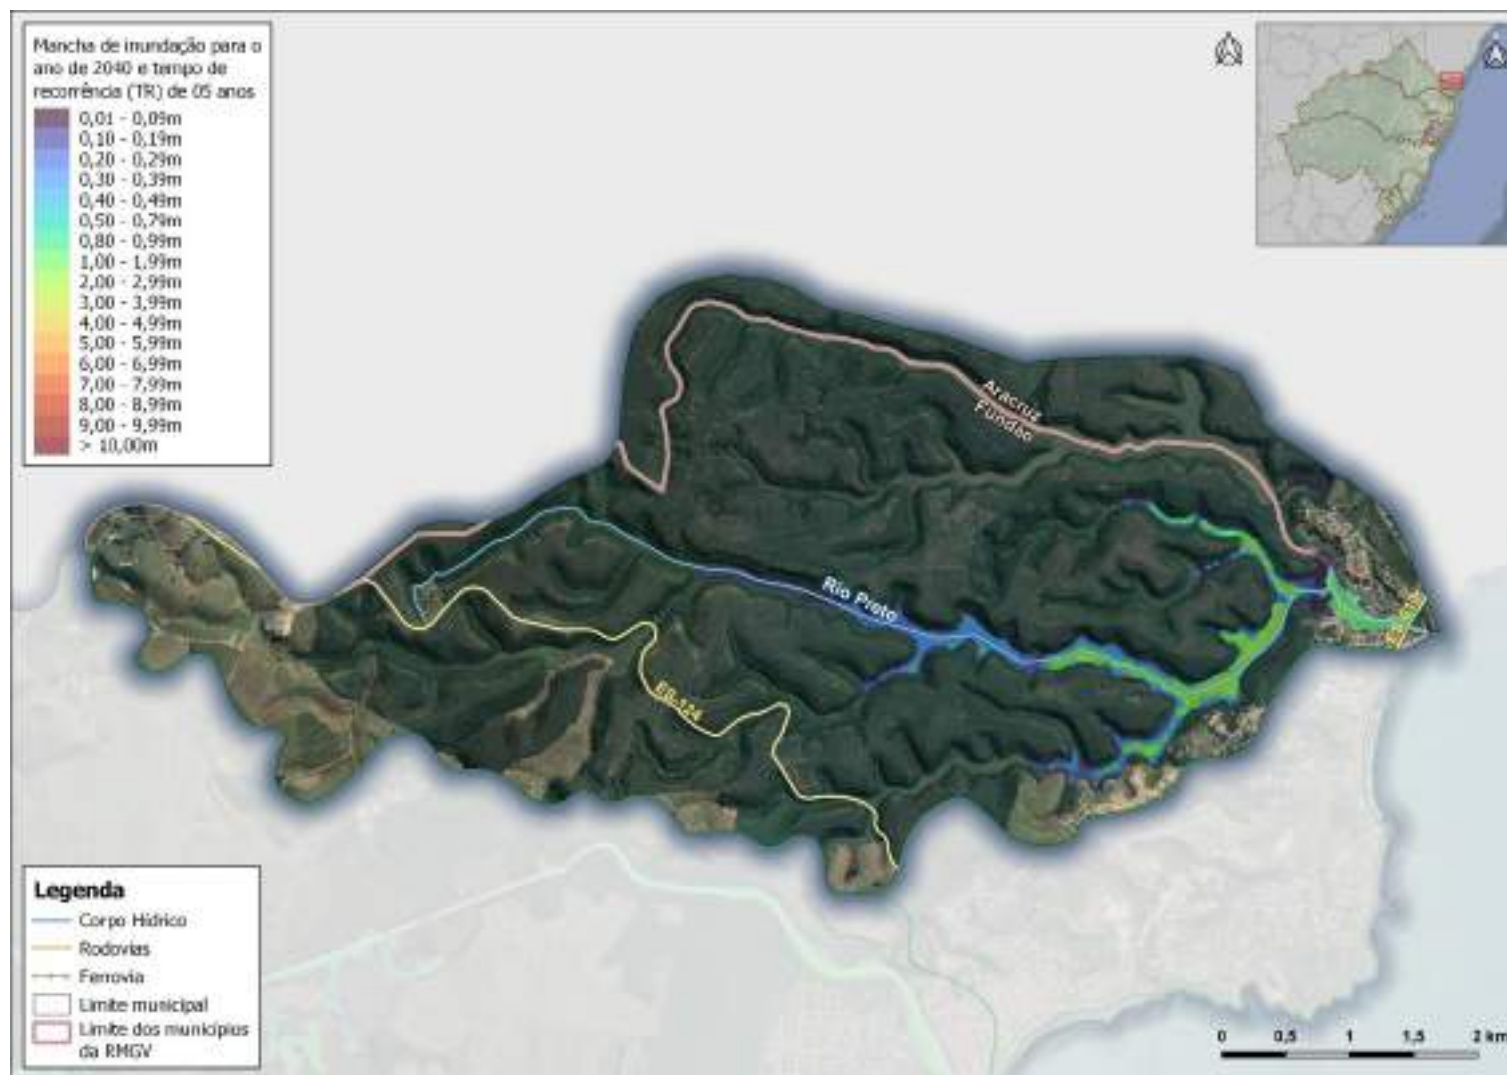 Mancha de inundação para o
ano de 2040 e tempo de
recorrência (TR) de 05 anos
0,01 - 0,09m
0,10 - 0,19m
0,20 - 0,29m
0,30 - 0,39m
0,40 - 0,49m
0,50 - 0,79m
0,80 - 0,99m
1,00 - 1,99m
2,00 - 2,99m
3,00 - 3,99m
4,00 - 4,99m
5,00 - 5,99m
6,00 - 6,99m
7,00 - 7,99m
8,00 - 8,99m
9,00 - 9,99m
> 10,00m
Aracruz
Fundão
Rio Preto
ES-124
Legenda
Corpo Hídrico
Rodovias
Ferrovia
Limite municipal
Limite dos municípios
da RMGV
0 0,5 1 1,5 2 km